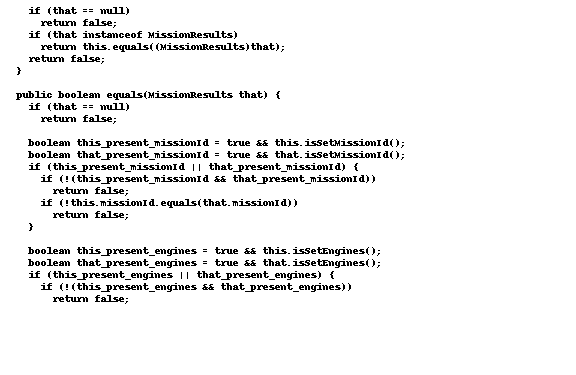 if (that == null)
return false;
if (that instanceof MissionResults)
return this.equals((MissionResults)that);
return false;
}
public boolean equals(MissionResults that) {
if (that == null)
return false;
boolean this_present_missionId = true && this.isSetMissionId();
boolean that_present_missionId = true && that.isSetMissionId();
if (this_present_missionId || that_present_missionId) {
if (!(this_present_missionId && that_present_missionId))
return false;
if (!this.missionId.equals(that.missionId))
return false;
}
boolean this_present_engines = true && this.isSetEngines();
boolean that_present_engines = true && that.isSetEngines();
if (this_present_engines || that_present_engines) {
if (!(this_present_engines && that_present_engines))
return false;